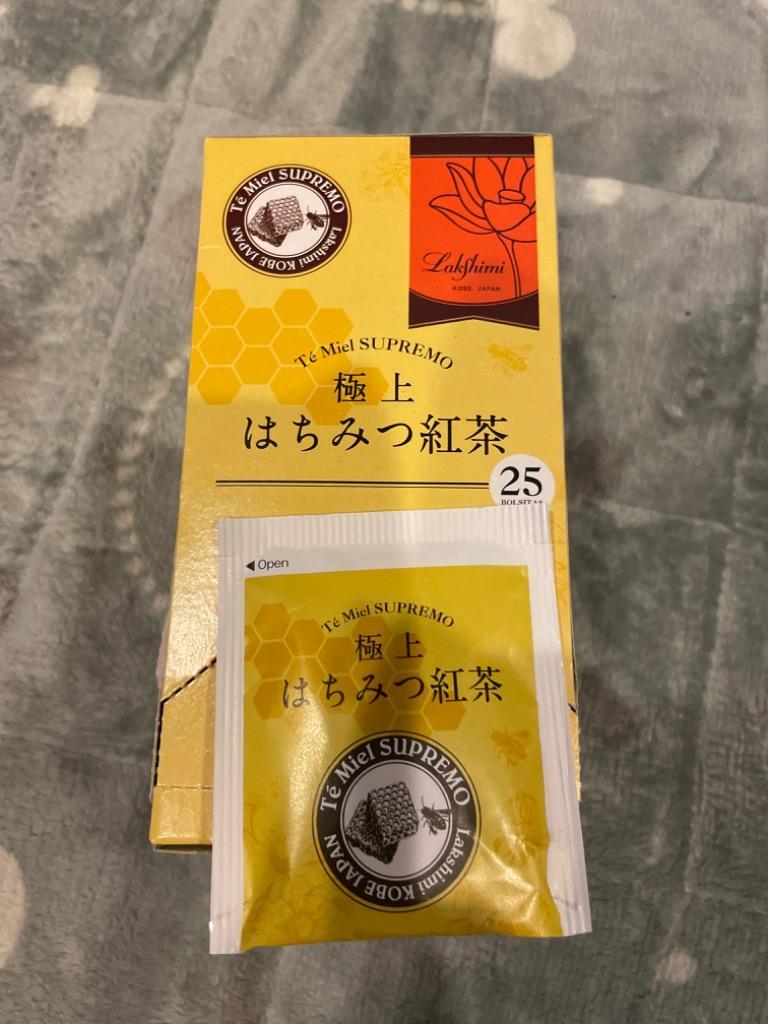 Té Miel SUPREMO
Lakshimi KOBE JAPAN
Lakshimi
KOBE JAPAN
Té Miel SUPREMO
極上
はちみつ紅茶
25
BOLSITAS
◀Open
Té Miel SUPREMO
極上
はちみつ紅茶
Té Miel SUPREMO
Lakshimi KOBE JAPAN